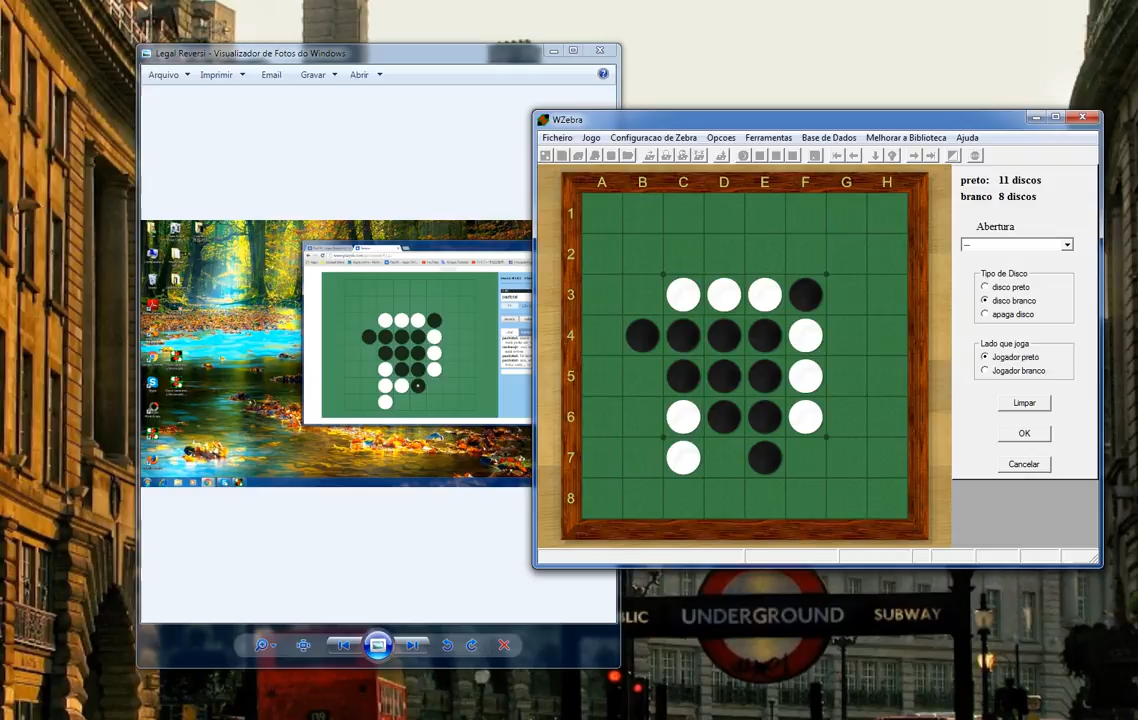 Legal Reversi - Visualizador de Fotos do Windows
Arquivo Imprimir Email Gravar Abrir
WZebra
Ficheiro Jogo Configuracao de Zebra Opcoes Ferramentas Base de Dados Melhorar a Biblioteca Ajuda
A B C D E F G H
1
2
3
4
5
6
7
8
preto: 11 discos
branco 8 discos
Abertura
---
Tipo de Disco
disco preto
disco branco
apaga disco
Lado que joga
Jogador preto
Jogador branco
Limpar
OK
Cancelar
BLIC UNDERGROUND SUBWAY